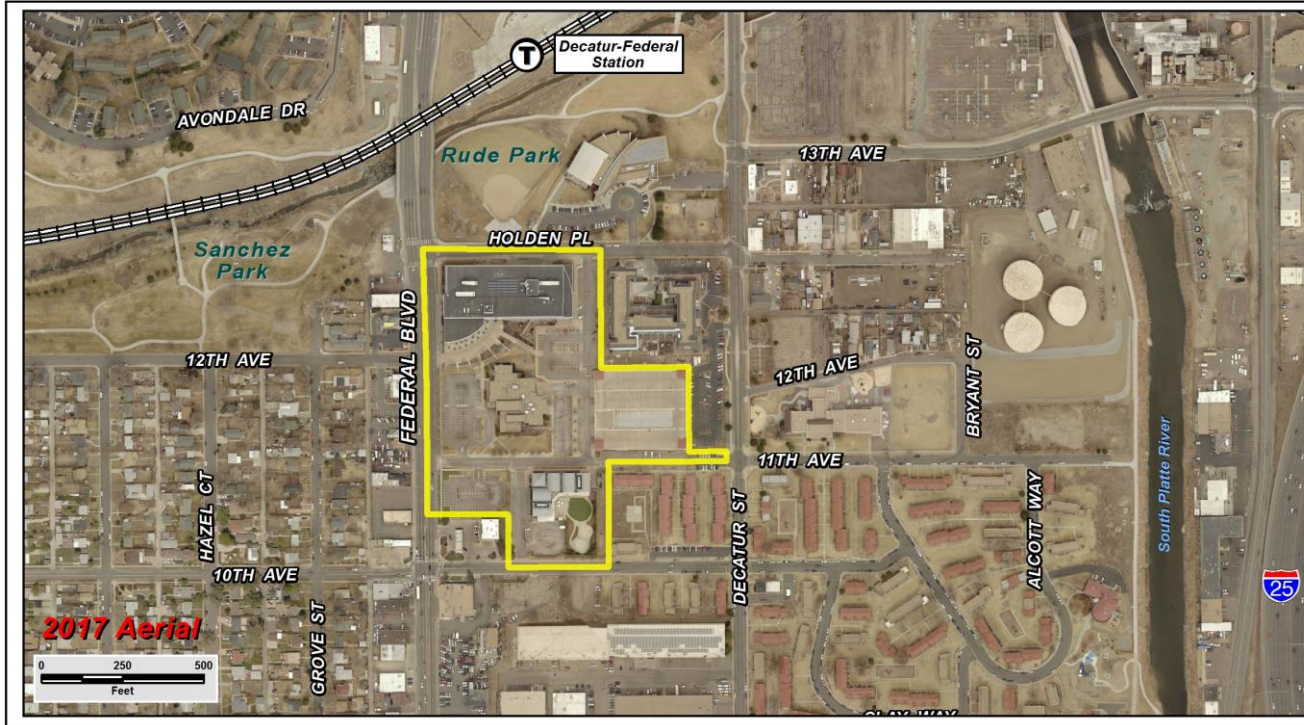 T
Decatur-Federal
Station
AVONDALE DR
Rude Park
13TH AVE
Sanchez
Park
HOLDEN PL
FEDERAL BLVD
12TH AVE
12TH AVE
BRYANT ST
HAZEL CT
11TH AVE
DECATUR ST
ALCOTT WAY
South Platte River
10TH AVE
GROVE ST
25
2017 Aerial
0 250 500
Feet
CLAY WAY